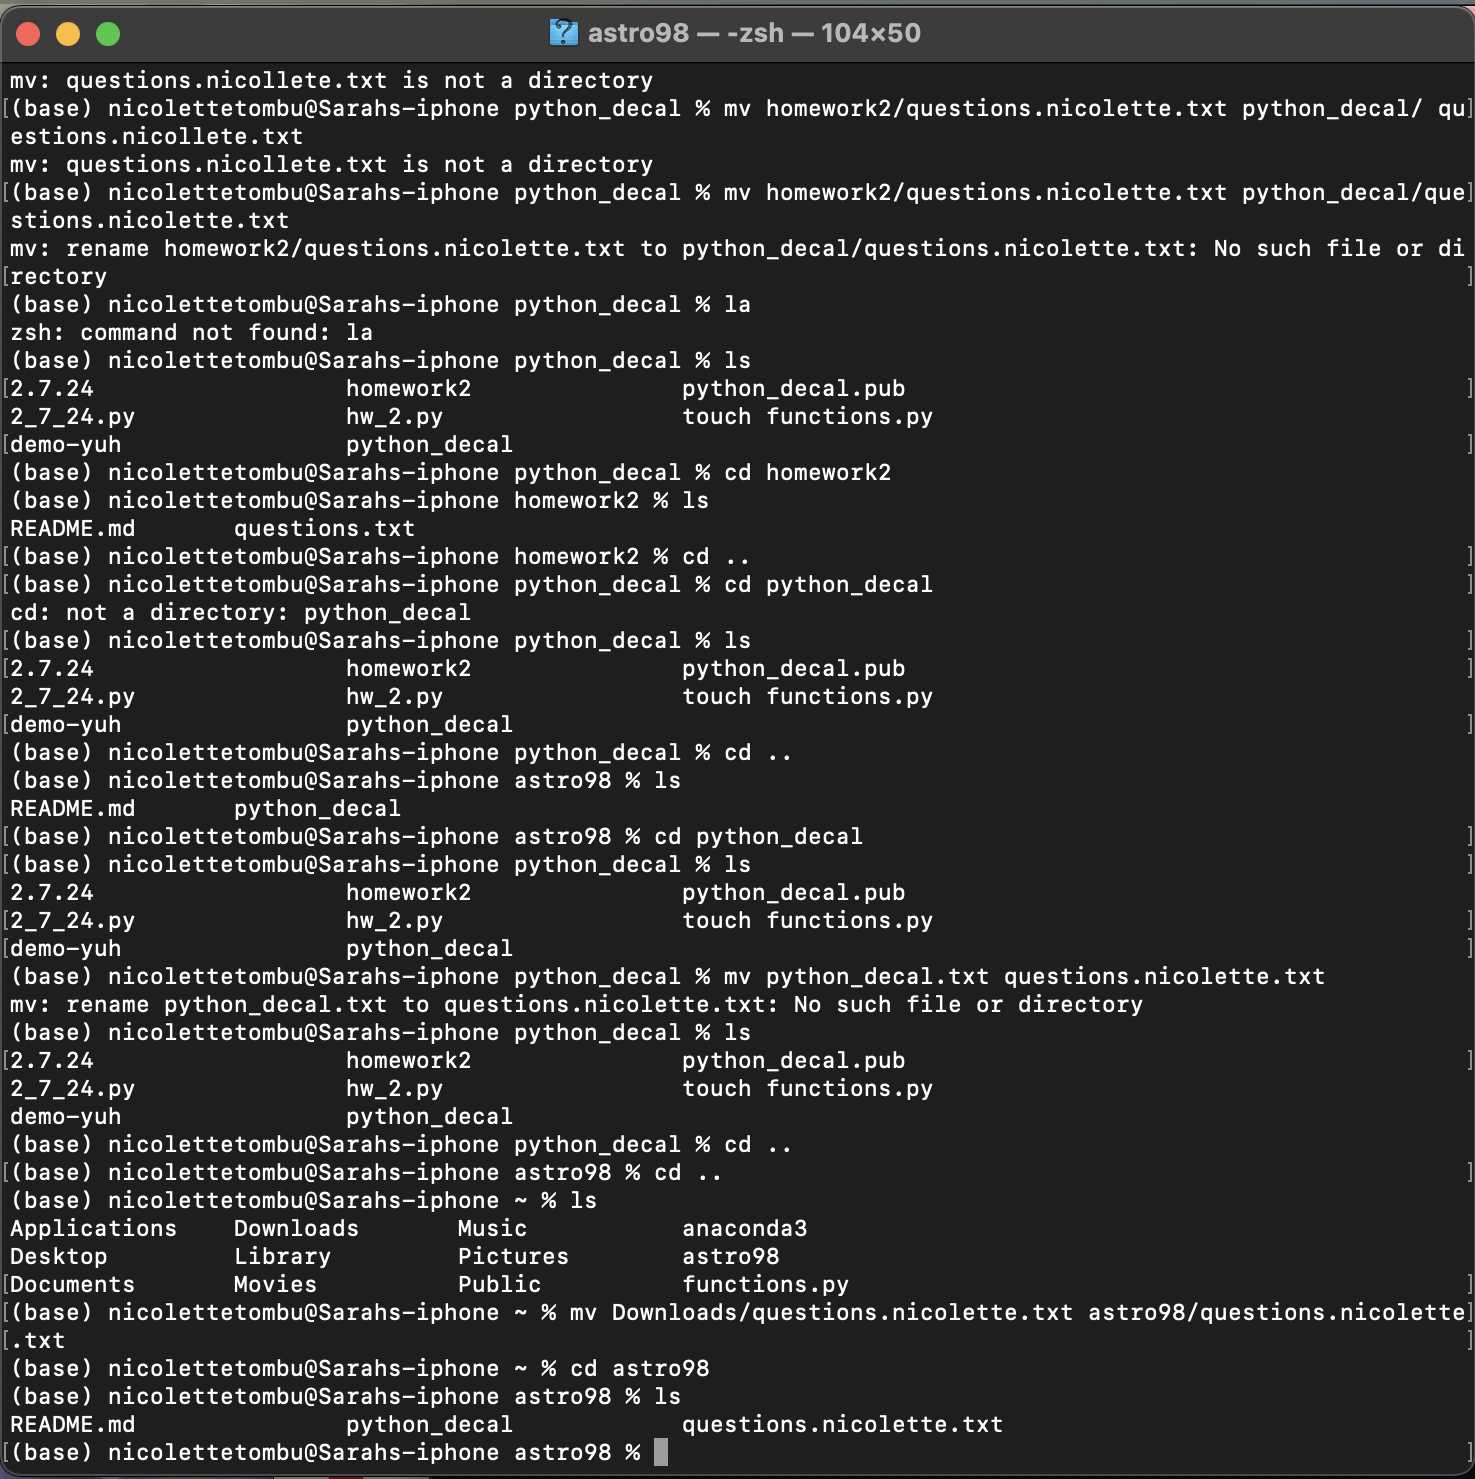 astro98 — -zsh — 104×50
mv: questions.nicollete.txt is not a directory
[(base) nicolettetombu@Sarahs-iphone python_decal % mv homework2/questions.nicolette.txt python_decal/ qu]
estions.nicollete.txt
mv: questions.nicollete.txt is not a directory
[(base) nicolettetombu@Sarahs-iphone python_decal % mv homework2/questions.nicolette.txt python_decal/que]
stions.nicolette.txt
mv: rename homework2/questions.nicolette.txt to python_decal/questions.nicolette.txt: No such file or di
[rectory ]
(base) nicolettetombu@Sarahs-iphone python_decal % la
zsh: command not found: la
(base) nicolettetombu@Sarahs-iphone python_decal % ls
[2.7.24 homework2 python_decal.pub ]
2_7_24.py hw_2.py touch functions.py
[demo-yuh python_decal ]
(base) nicolettetombu@Sarahs-iphone python_decal % cd homework2
(base) nicolettetombu@Sarahs-iphone homework2 % ls
README.md questions.txt
[(base) nicolettetombu@Sarahs-iphone homework2 % cd .. ]
[(base) nicolettetombu@Sarahs-iphone python_decal % cd python_decal ]
cd: not a directory: python_decal
[(base) nicolettetombu@Sarahs-iphone python_decal % ls ]
[2.7.24 homework2 python_decal.pub ]
2_7_24.py hw_2.py touch functions.py
[demo-yuh python_decal ]
(base) nicolettetombu@Sarahs-iphone python_decal % cd ..
(base) nicolettetombu@Sarahs-iphone astro98 % ls
README.md python_decal
[(base) nicolettetombu@Sarahs-iphone astro98 % cd python_decal ]
[(base) nicolettetombu@Sarahs-iphone python_decal % ls ]
2.7.24 homework2 python_decal.pub
[2_7_24.py hw_2.py touch functions.py ]
[demo-yuh python_decal ]
(base) nicolettetombu@Sarahs-iphone python_decal % mv python_decal.txt questions.nicolette.txt
mv: rename python_decal.txt to questions.nicolette.txt: No such file or directory
(base) nicolettetombu@Sarahs-iphone python_decal % ls
[2.7.24 homework2 python_decal.pub ]
2_7_24.py hw_2.py touch functions.py
demo-yuh python_decal
(base) nicolettetombu@Sarahs-iphone python_decal % cd ..
[(base) nicolettetombu@Sarahs-iphone astro98 % cd .. ]
(base) nicolettetombu@Sarahs-iphone ~ % ls
Applications Downloads Music anaconda3
Desktop Library Pictures astro98
[Documents Movies Public functions.py ]
[(base) nicolettetombu@Sarahs-iphone ~ % mv Downloads/questions.nicolette.txt astro98/questions.nicolette]
[.txt ]
(base) nicolettetombu@Sarahs-iphone ~ % cd astro98
(base) nicolettetombu@Sarahs-iphone astro98 % ls
README.md python_decal questions.nicolette.txt
[(base) nicolettetombu@Sarahs-iphone astro98 % ]